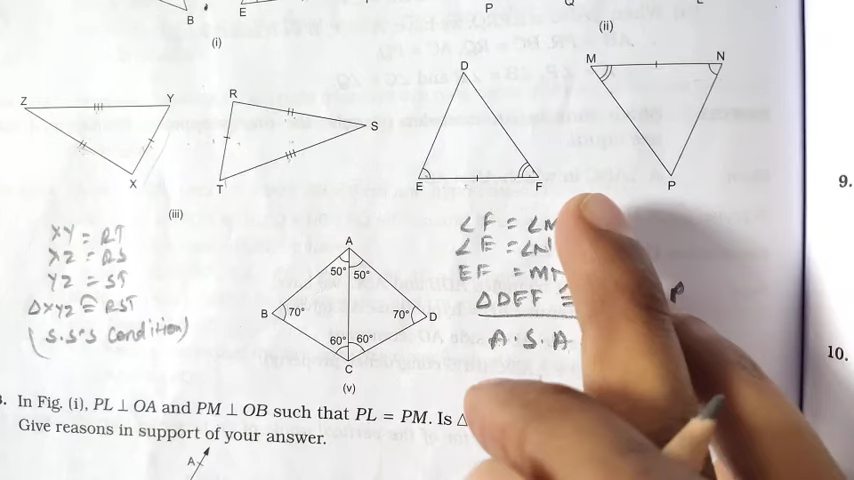 B
E
P
Q
L
(i)
(ii)
Z
Y
X
R
S
T
D
E
F
M
N
P
9.
(iii)
XY = RT
XZ = RS
YZ = ST
△XYZ ≅ RST
(S.S.S Condition)
A
50° 50°
B 70° 70° D
60° 60°
C
(v)
∠F = ∠M
∠E = ∠N
EF = MN
△DEF ≅ P
A.S.A
10.
In Fig. (i), PL ⊥ OA and PM ⊥ OB such that PL = PM. Is △
Give reasons in support of your answer.
A